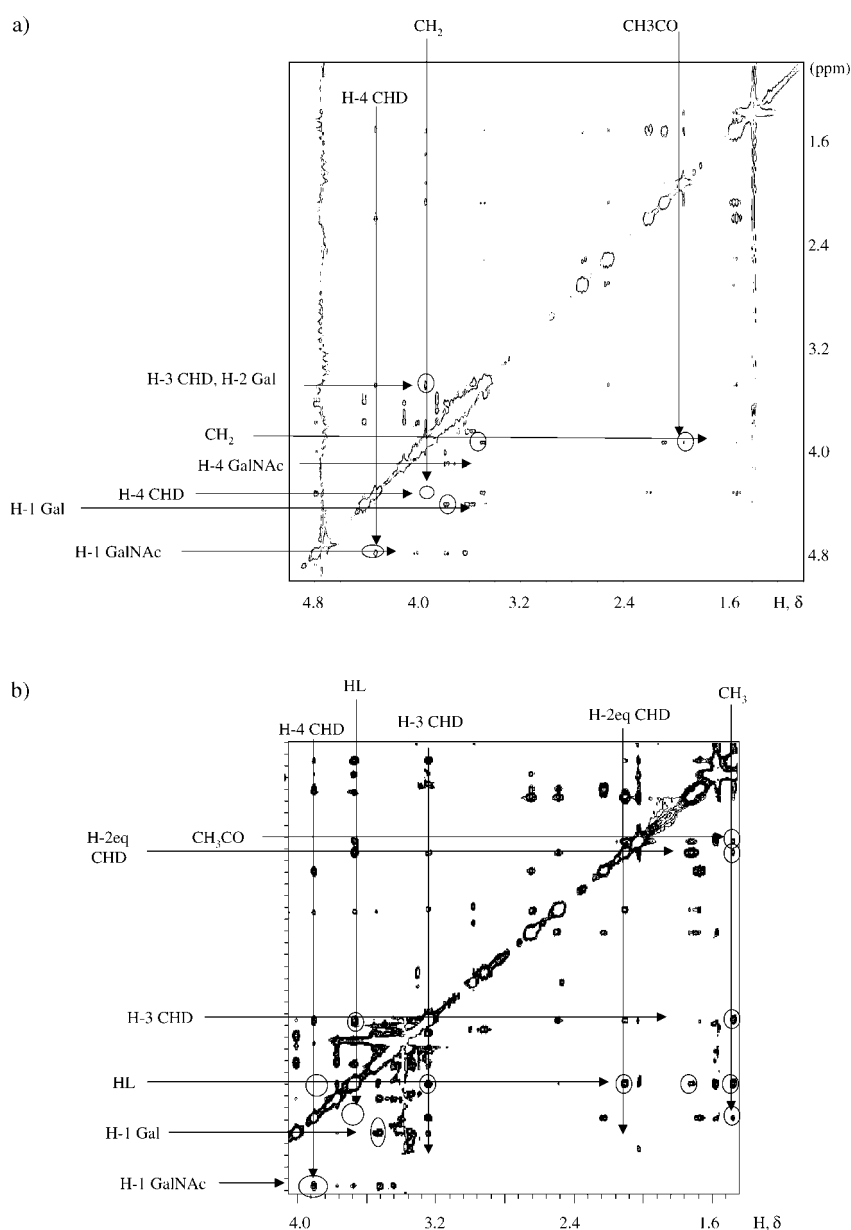 a)
CH₂
CH3CO
(ppm)
H-4 CHD
1.6
2.4
3.2
H-3 CHD, H-2 Gal
CH₂
4.0
H-4 GalNAc
H-4 CHD
H-1 Gal
H-1 GalNAc
4.8
4.8 4.0 3.2 2.4 1.6 H, δ
b)
HL
CH₃
H-4 CHD
H-3 CHD
H-2eq CHD
CH₃CO
H-2eq
CHD
H-3 CHD
HL
H-1 Gal
H-1 GalNAc
4.0 3.2 2.4 1.6 H, δ